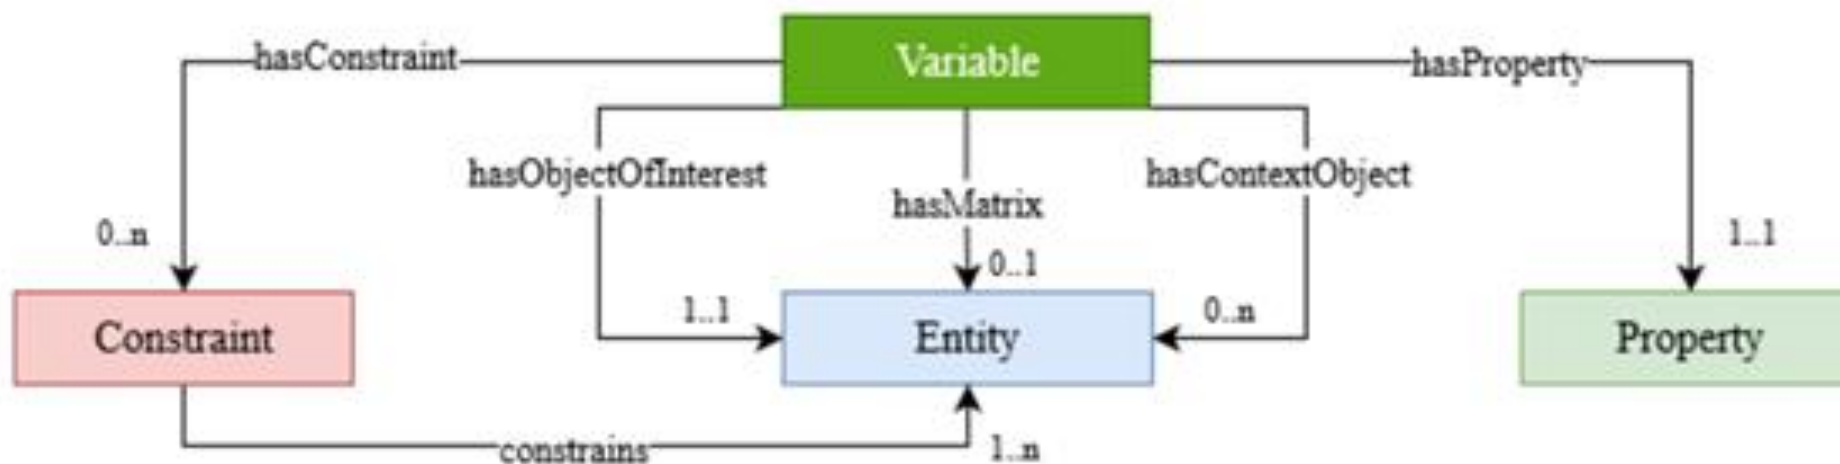 Variable
hasConstraint
hasProperty
hasObjectOfInterest
hasContextObject
hasMatrix
0..n
1..1
0..1
1..1
0..n
Constraint
Entity
Property
constrains
1..n